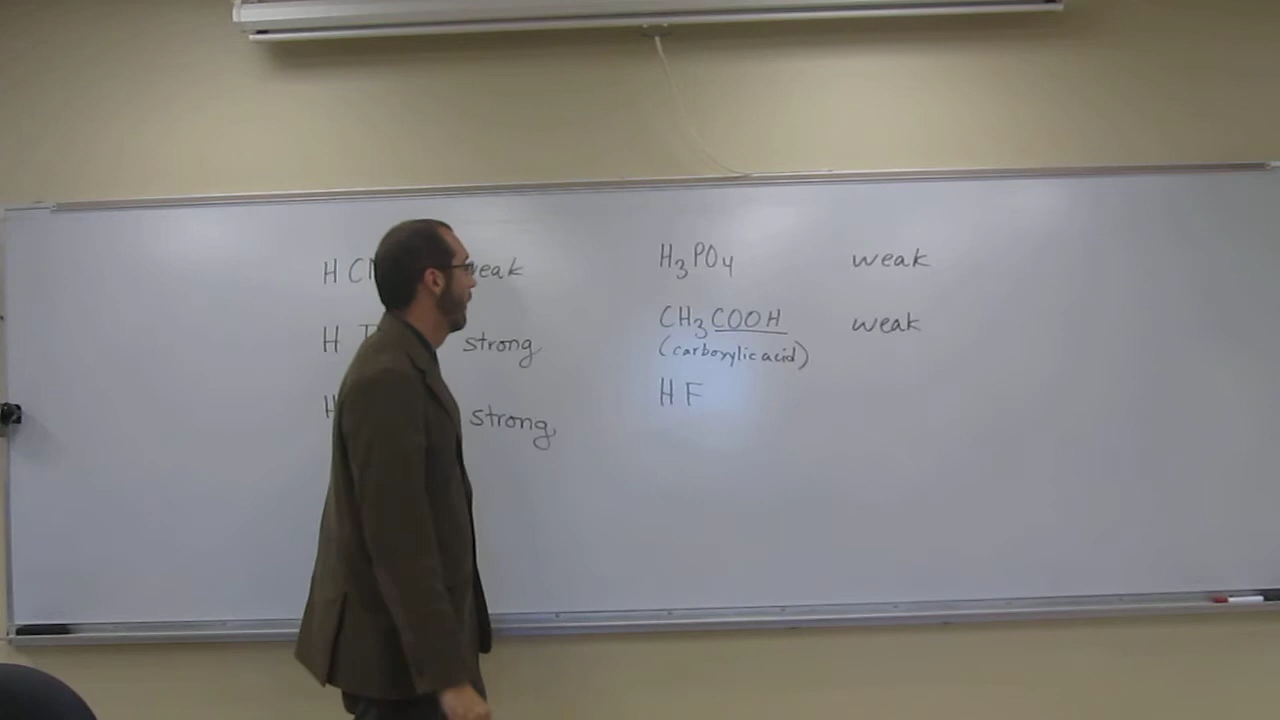 H C weak
H strong
H strong
H3PO4 weak
CH3COOH weak
(carboxylic acid)
H F